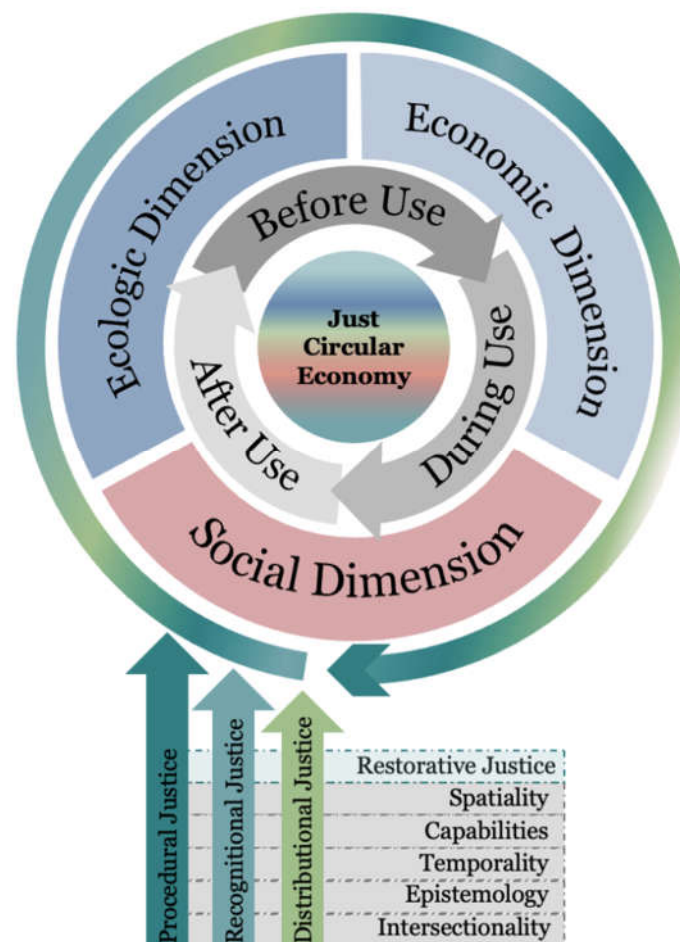 Ecologic Dimension
Economic Dimension
Before Use
Just
Circular
Economy
During Use
After Use
Social Dimension
Procedural Justice
Recognitional Justice
Distributional Justice
Restorative Justice
Spatiality
Capabilities
Temporality
Epistemology
Intersectionality